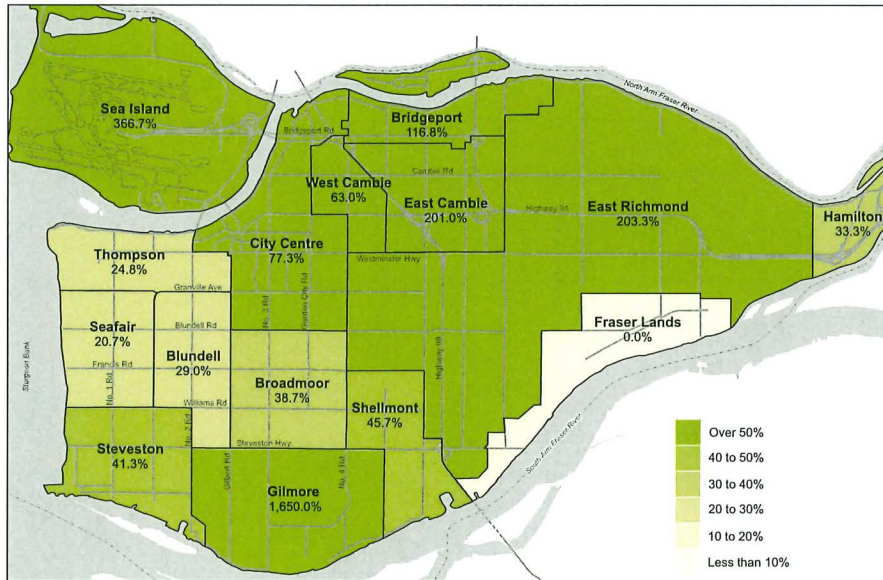 Sea Island
366.7%
Bridgeport
116.8%
Bridgeport Rd
North Arm Fraser River
West Cambie
63.0%
Cambie Rd
East Cambie
201.0%
East Richmond
203.3%
Highway 91
Hamilton
33.3%
City Centre
77.3%
Thompson
24.8%
Westminster Hwy
Granville Ave
No. 3 Rd
Garden City Rd
Fraser Lands
0.0%
Seafair
20.7%
Blundell Rd
Blundell
29.0%
Francis Rd
No. 1 Rd
Sturgeon Bank
Highway 99
Broadmoor
38.7%
Williams Rd
Shellmont
45.7%
No. 2 Rd
Steveston
41.3%
Steveston Hwy
Gilbert Rd
No. 4 Rd
Gilmore
1,650.0%
South Arm Fraser River
Over 50%
40 to 50%
30 to 40%
20 to 30%
10 to 20%
Less than 10%